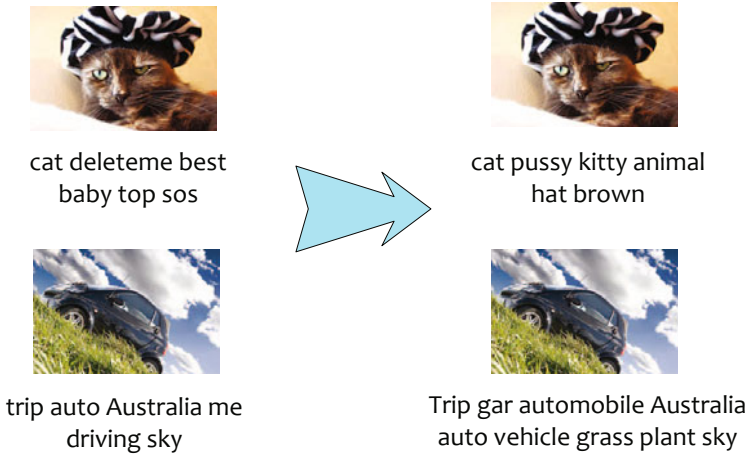 cat deleteme best
baby top sos
cat pussy kitty animal
hat brown
trip auto Australia me
driving sky
Trip gar automobile Australia
auto vehicle grass plant sky